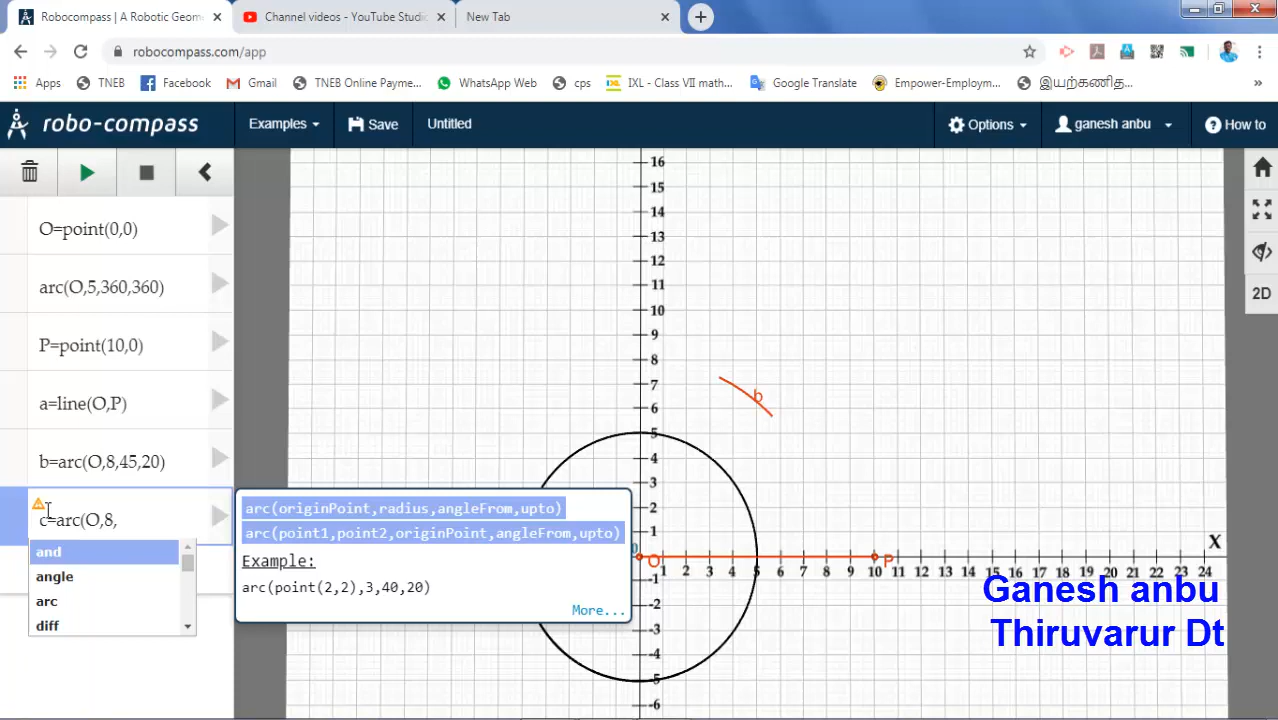 Robocompass | A Robotic Geom
Channel videos - YouTube Studio
New Tab
robocompass.com/app
Apps
TNEB
Facebook
Gmail
TNEB Online Payme...
WhatsApp Web
cps
IXL - Class VII math...
Google Translate
Empower-Employm...
இயற்கணித...
»
robo-compass
Examples
Save
Untitled
Options
ganesh anbu
How to
O=point(0,0)
arc(O,5,360,360)
P=point(10,0)
a=line(O,P)
b=arc(O,8,45,20)
c=arc(O,8,
and
angle
arc
diff
arc(originPoint,radius,angleFrom,upto)
arc(point1,point2,originPoint,angleFrom,upto)
Example:
arc(point(2,2),3,40,20)
More...
2D
16
15
14
13
12
11
10
9
8
7
6
5
4
3
2
1
0
-1
-2
-3
-4
-5
-6
b
O
P
X
1 2 3 4 5 6 7 8 9 10 11 12 13 14 15 16 17 18 19 20 21 22 23 24
Ganesh anbu
Thiruvarur Dt